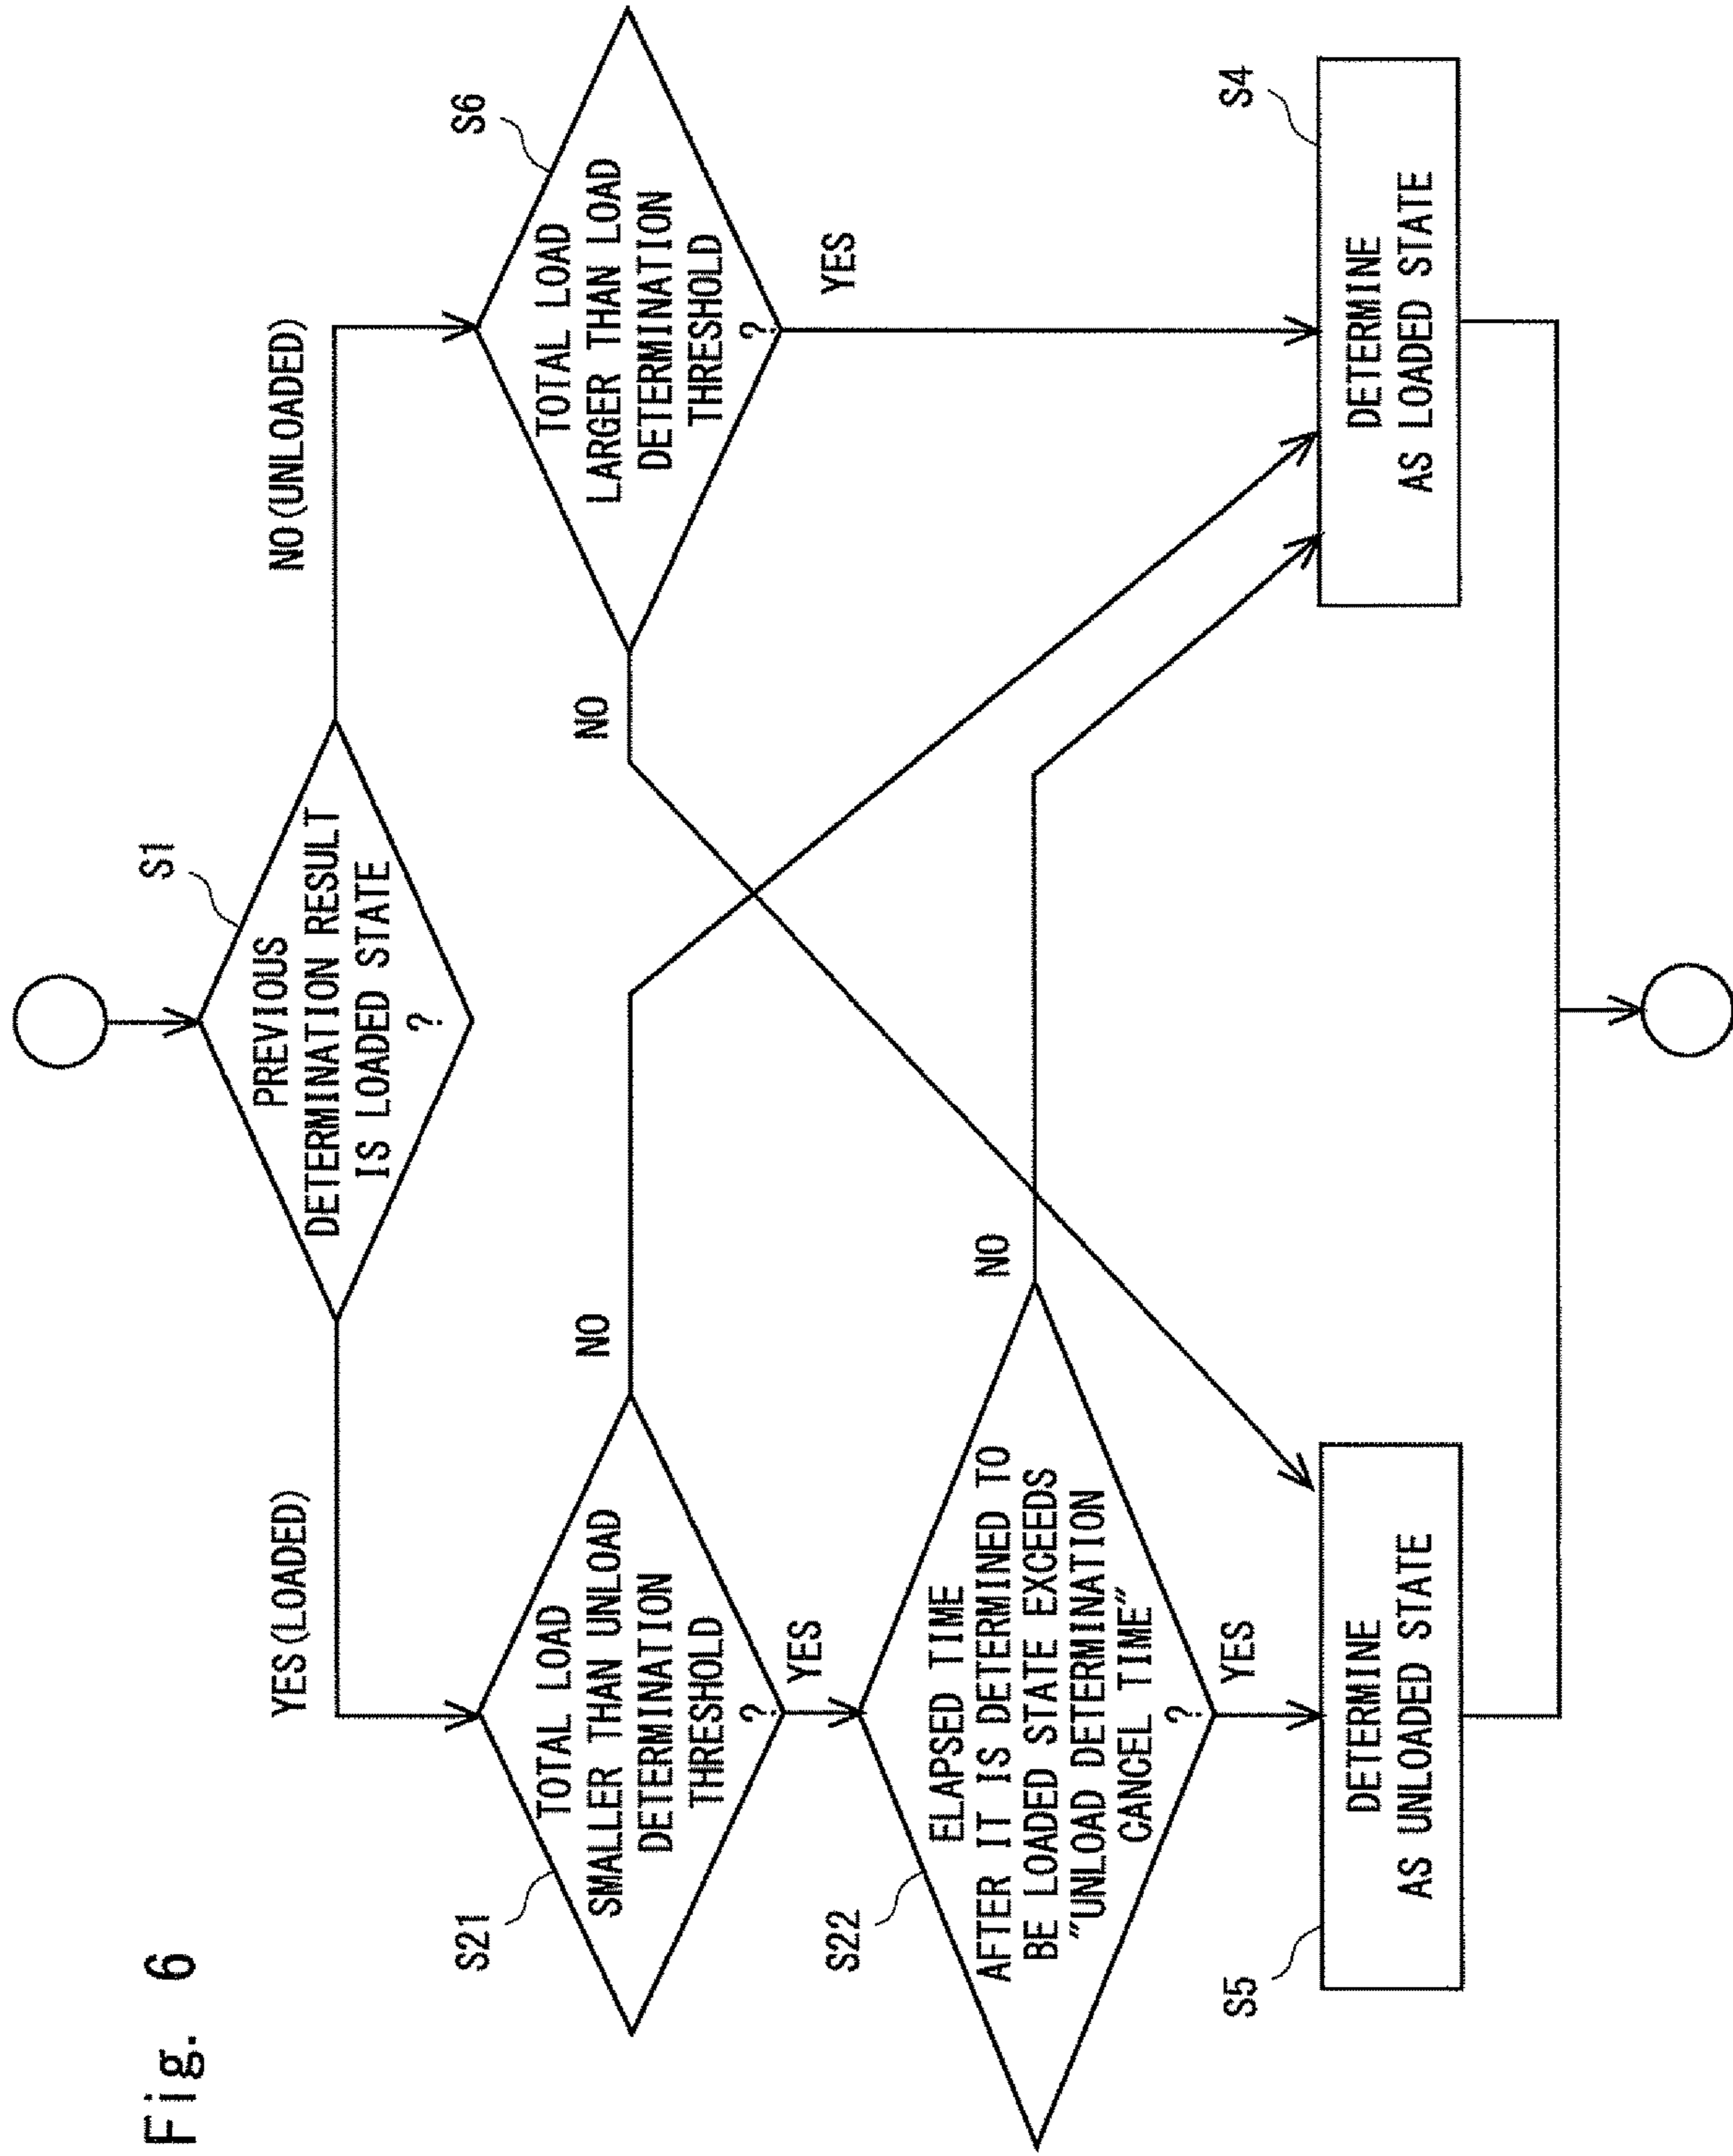 Fig. 6
S1
PREVIOUS
DETERMINATION RESULT
IS LOADED STATE
?
YES(LOADED)
NO(UNLOADED)
S21
TOTAL LOAD
SMALLER THAN UNLOAD
DETERMINATION
THRESHOLD
?
NO
YES
S6
TOTAL LOAD
LARGER THAN LOAD
DETERMINATION
THRESHOLD
?
NO
YES
S22
ELAPSED TIME
AFTER IT IS DETERMINED TO
BE LOADED STATE EXCEEDS
"UNLOAD DETERMINATION
CANCEL TIME"
?
NO
YES
S5
DETERMINE
AS UNLOADED STATE
S4
DETERMINE
AS LOADED STATE